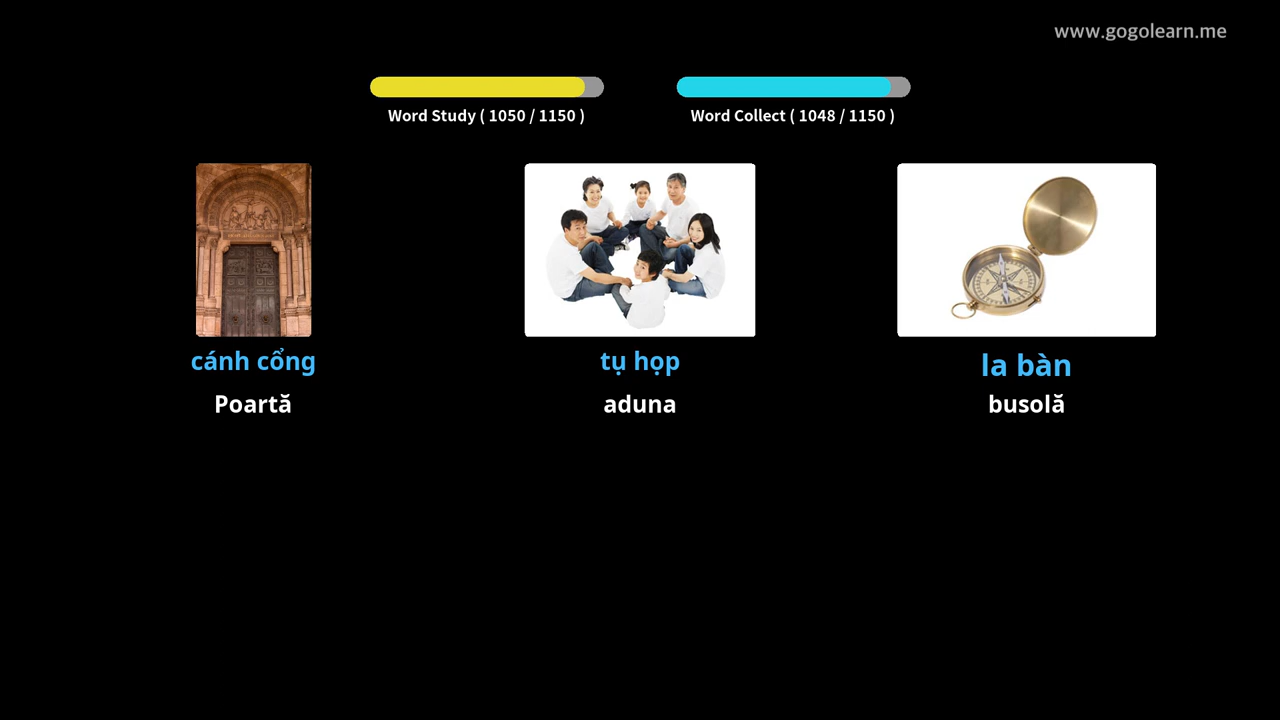 www.gogolearn.me
Word Study ( 1050 / 1150 )
Word Collect ( 1048 / 1150 )
cánh cổng
Poartă
tụ họp
aduna
la bàn
busolă